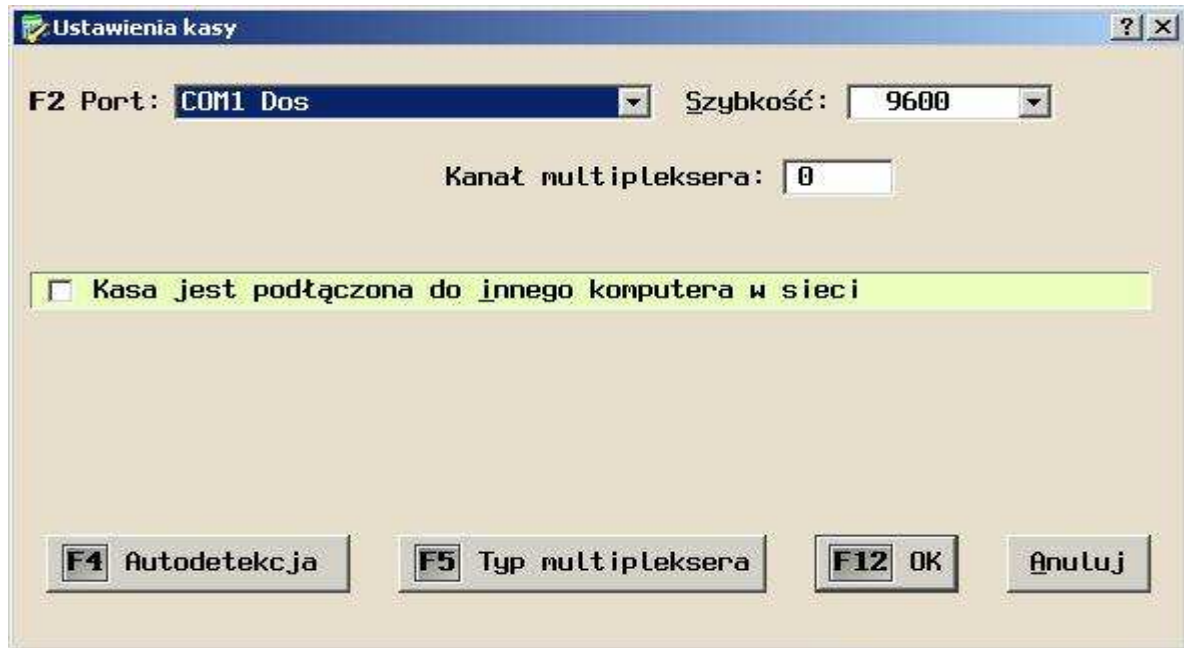 Ustawienia kasy
F2 Port: COM1 Dos Szybkość: 9600
Kanał multipleksera: 0
Kasa jest podłączona do innego komputera w sieci
F4 Autodetekcja F5 Typ multipleksera F12 OK Anuluj